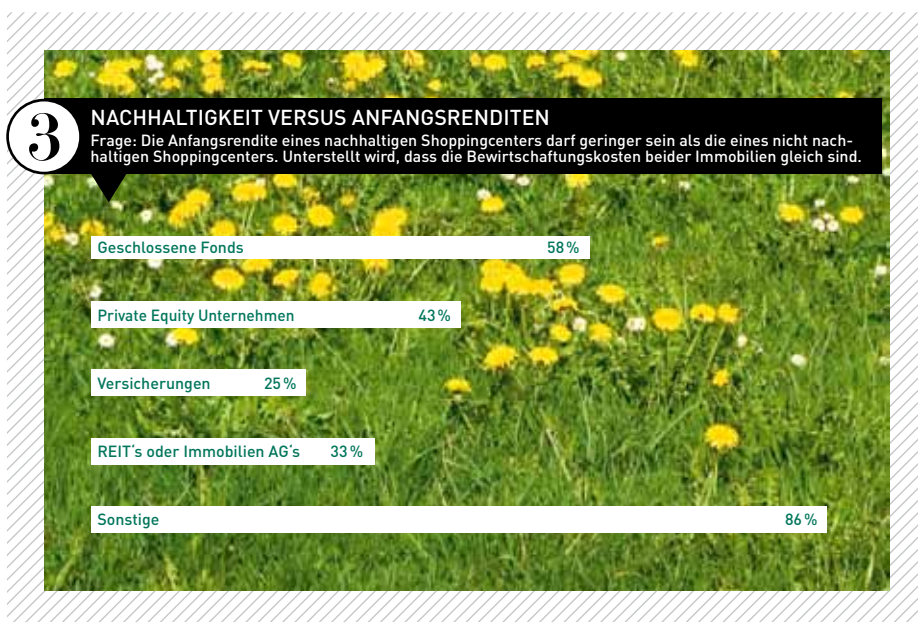 3
NACHHALTIGKEIT VERSUS ANFANGSRENDITEN
Frage: Die Anfangsrendite eines nachhaltigen Shoppingcenters darf geringer sein als die eines nicht nach-
haltigen Shoppingcenters. Unterstellt wird, dass die Bewirtschaftungskosten beider Immobilien gleich sind.
Geschlossene Fonds 58 %
Private Equity Unternehmen 43 %
Versicherungen 25 %
REIT‘s oder Immobilien AG‘s 33 %
Sonstige 86 %